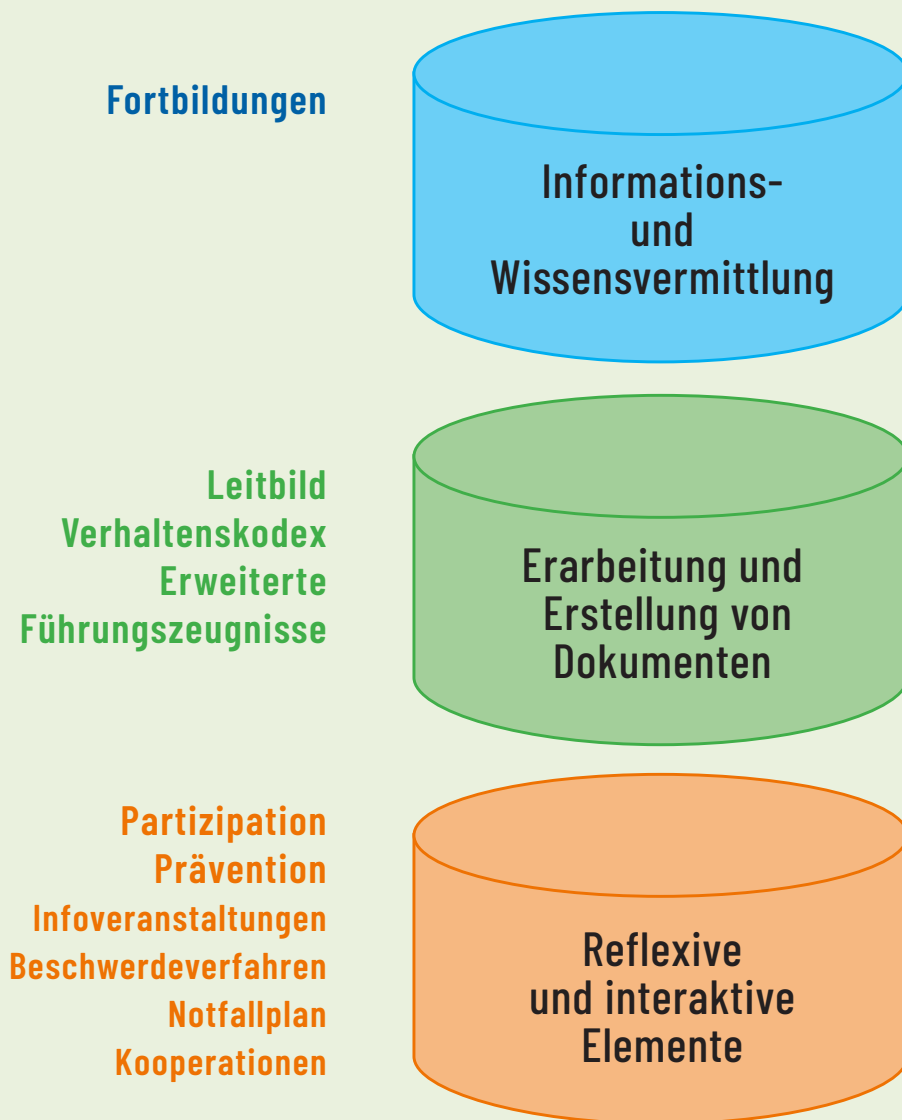 Fortbildungen
Informations-
und
Wissensvermittlung
Leitbild
Verhaltenskodex
Erweiterte
Führungszeugnisse
Erarbeitung und
Erstellung von
Dokumenten
Partizipation
Prävention
Infoveranstaltungen
Beschwerdeverfahren
Notfallplan
Kooperationen
Reflexive
und interaktive
Elemente